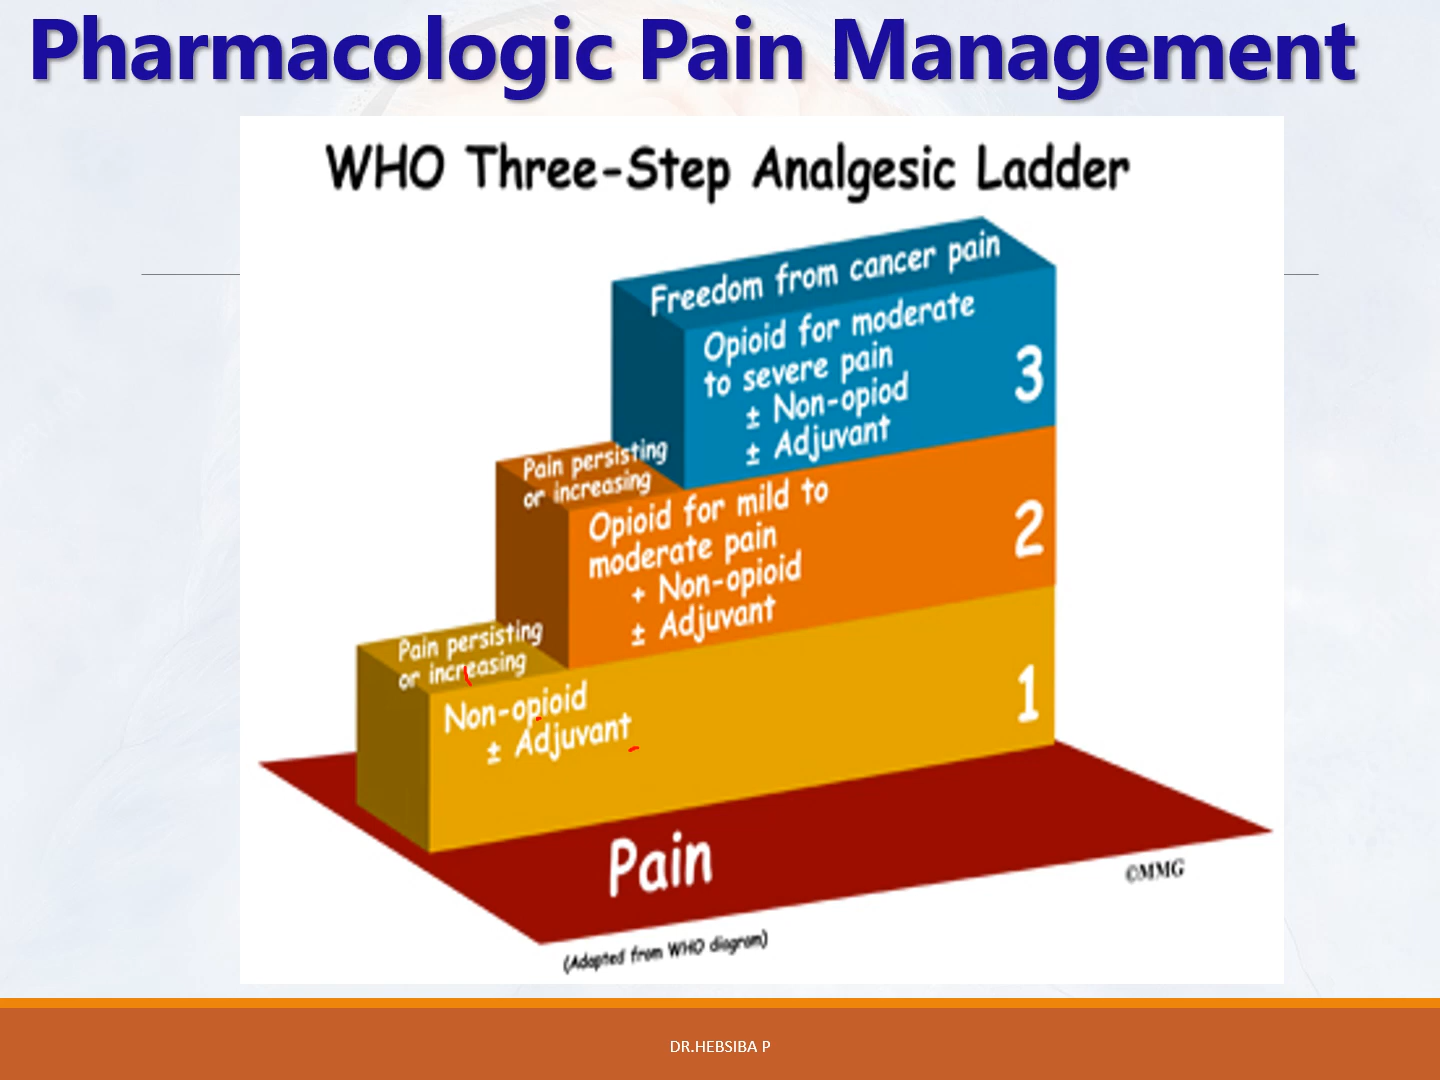 Pharmacologic Pain Management
WHO Three-Step Analgesic Ladder
Freedom from cancer pain
Opioid for moderate
to severe pain
± Non-opiod
± Adjuvant
3
Pain persisting
or increasing
Opioid for mild to
moderate pain
+ Non-opioid
± Adjuvant
2
Pain persisting
or increasing
Non-opioid
± Adjuvant
1
Pain
©MMG
(Adapted from WHO diagram)
DR.HEBSIBA P